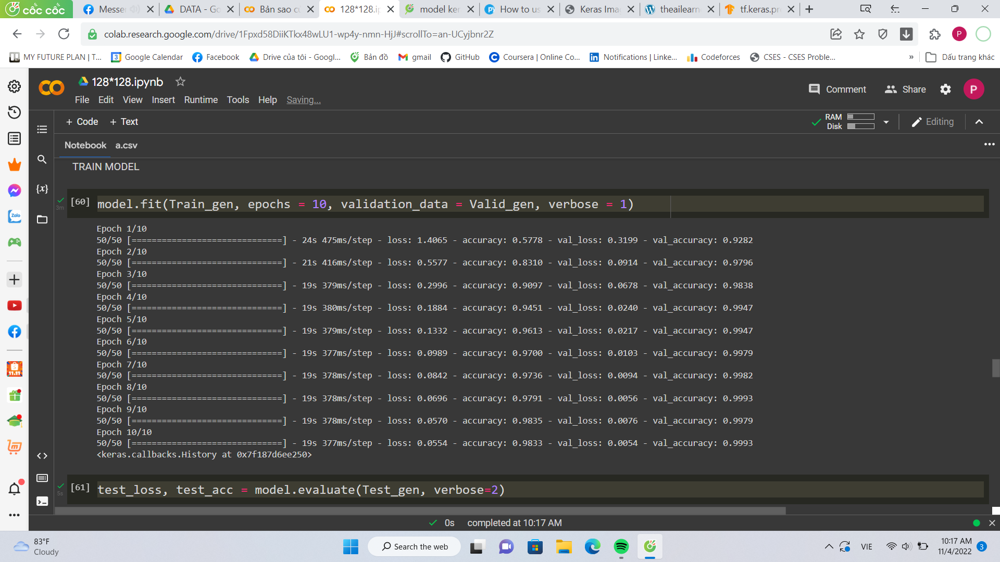 cốc cốc
Messe
DATA - Go
Bản sao c
128*128.ip
model ker
How to us
Keras Ima
theailearn
tf.keras.pr
colab.research.google.com/drive/1Fpxd58DiiKTkx48wLU1-wp4y-nmn-HjJ#scrollTo=an-UCyjbnr2Z
P
MY FUTURE PLAN | T...
Google Calendar
Facebook
Drive của tôi - Googl...
Bản đồ
gmail
GitHub
Coursera | Online Co...
Notifications | Linke...
Codeforces
CSES - CSES Proble...
»
Dấu trang khác
128*128.ipynb
File Edit View Insert Runtime Tools Help Saving...
Comment
Share
P
+ Code + Text
RAM
Disk
Editing
Notebook a.csv
TRAIN MODEL
[60] model.fit(Train_gen, epochs = 10, validation_data = Valid_gen, verbose = 1)
3m
Epoch 1/10
50/50 [==============================] - 24s 475ms/step - loss: 1.4065 - accuracy: 0.5778 - val_loss: 0.3199 - val_accuracy: 0.9282
Epoch 2/10
50/50 [==============================] - 21s 416ms/step - loss: 0.5577 - accuracy: 0.8310 - val_loss: 0.0914 - val_accuracy: 0.9796
Epoch 3/10
50/50 [==============================] - 19s 379ms/step - loss: 0.2996 - accuracy: 0.9097 - val_loss: 0.0678 - val_accuracy: 0.9838
Epoch 4/10
50/50 [==============================] - 19s 380ms/step - loss: 0.1884 - accuracy: 0.9451 - val_loss: 0.0240 - val_accuracy: 0.9947
Epoch 5/10
50/50 [==============================] - 19s 379ms/step - loss: 0.1332 - accuracy: 0.9613 - val_loss: 0.0217 - val_accuracy: 0.9947
Epoch 6/10
50/50 [==============================] - 19s 377ms/step - loss: 0.0989 - accuracy: 0.9700 - val_loss: 0.0103 - val_accuracy: 0.9979
Epoch 7/10
50/50 [==============================] - 19s 378ms/step - loss: 0.0842 - accuracy: 0.9736 - val_loss: 0.0094 - val_accuracy: 0.9982
Epoch 8/10
50/50 [==============================] - 19s 378ms/step - loss: 0.0696 - accuracy: 0.9791 - val_loss: 0.0056 - val_accuracy: 0.9993
Epoch 9/10
50/50 [==============================] - 19s 378ms/step - loss: 0.0570 - accuracy: 0.9835 - val_loss: 0.0076 - val_accuracy: 0.9979
Epoch 10/10
50/50 [==============================] - 19s 377ms/step - loss: 0.0554 - accuracy: 0.9833 - val_loss: 0.0054 - val_accuracy: 0.9993
<keras.callbacks.History at 0x7f187d6ee250>
[61] test_loss, test_acc = model.evaluate(Test_gen, verbose=2)
5s
0s completed at 10:17 AM
{x}
Zalo
11.11
83°F
Cloudy
Search the web
VIE
10:17 AM
11/4/2022
3